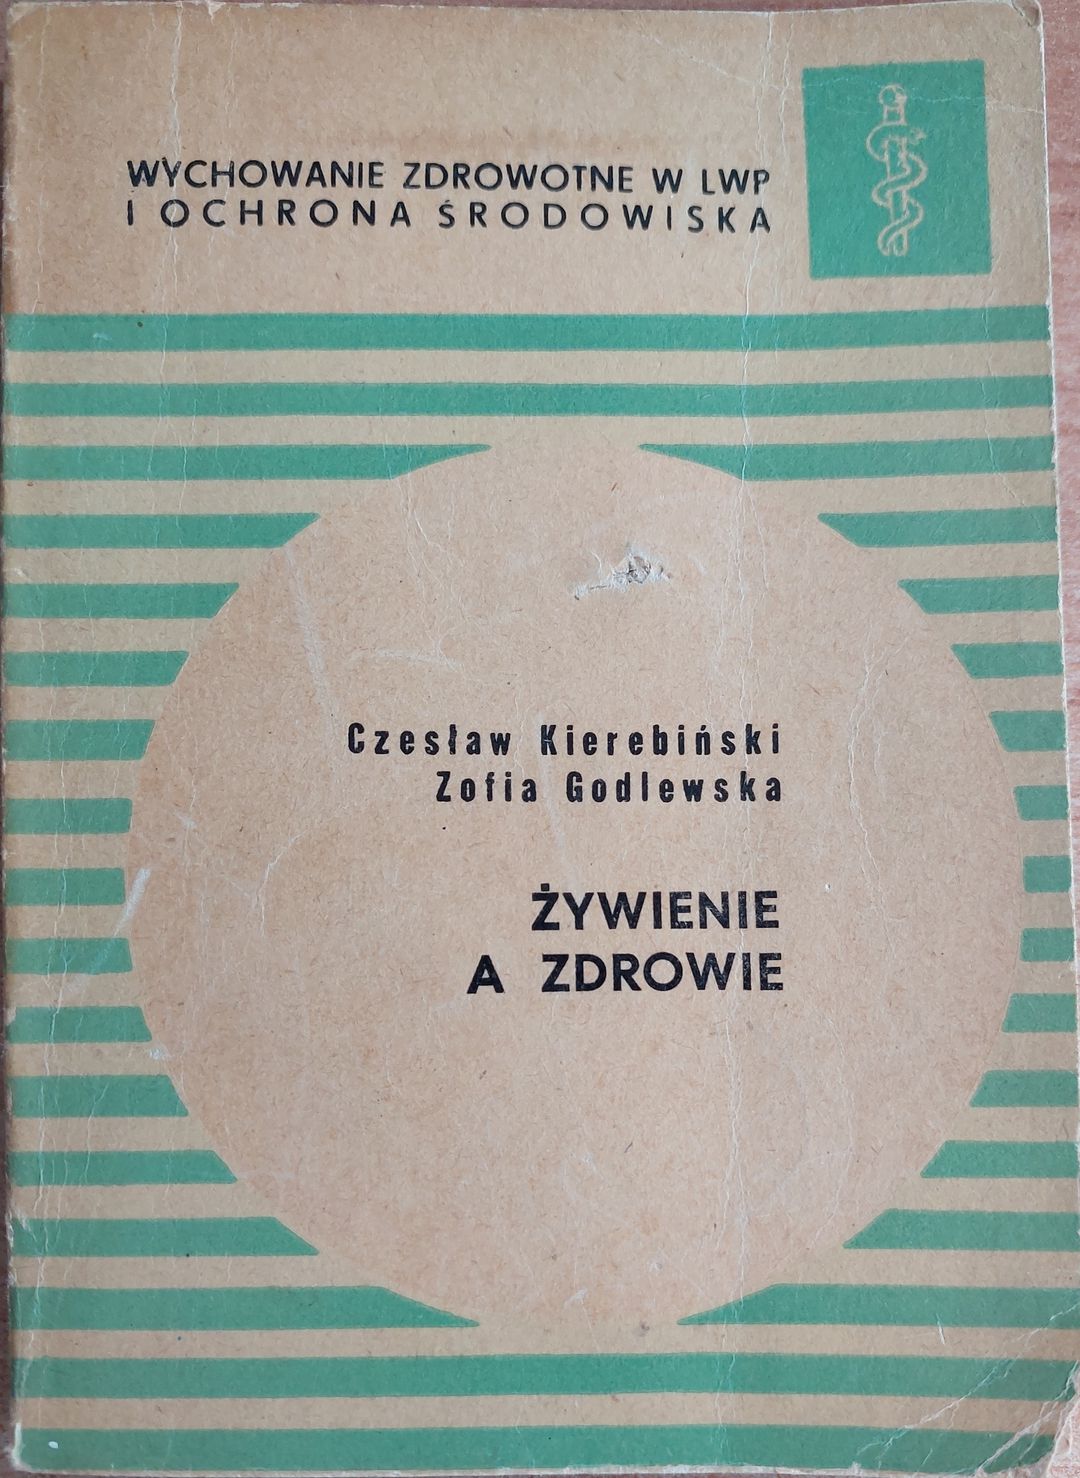 WYCHOWANIE ZDROWOTNE W LWP
I OCHRONA ŚRODOWISKA
Czesław Kierebiński
Zofia Godlewska
ŻYWIENIE
A ZDROWIE